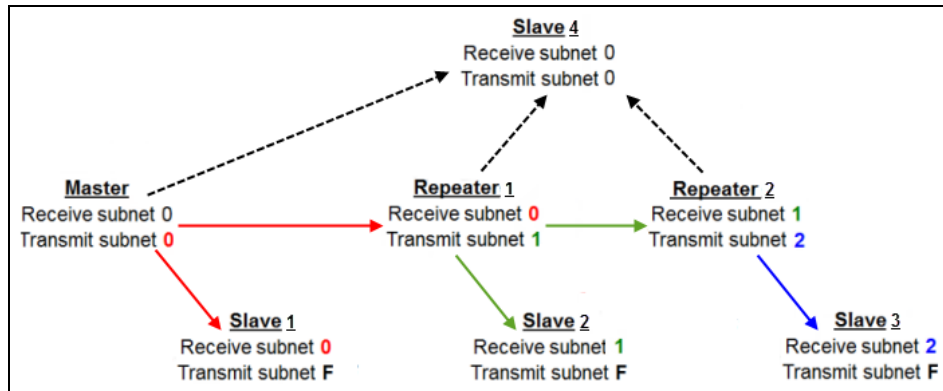 Slave 4
Receive subnet 0
Transmit subnet 0
Master
Receive subnet 0
Transmit subnet 0
Repeater 1
Receive subnet 0
Transmit subnet 1
Repeater 2
Receive subnet 1
Transmit subnet 2
Slave 1
Receive subnet 0
Transmit subnet F
Slave 2
Receive subnet 1
Transmit subnet F
Slave 3
Receive subnet 2
Transmit subnet F